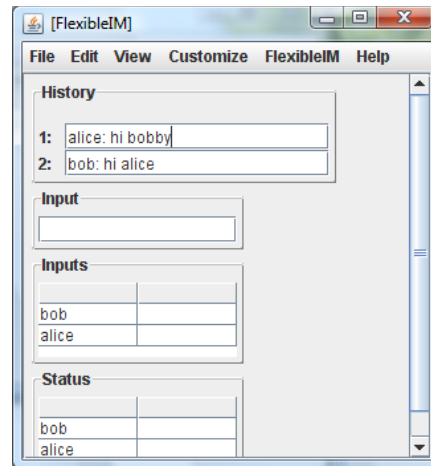 [FlexibleIM]
File Edit View Customize FlexibleIM Help
History
1: alice: hi bobby
2: bob: hi alice
Input
Inputs
bob
alice
Status
bob
alice